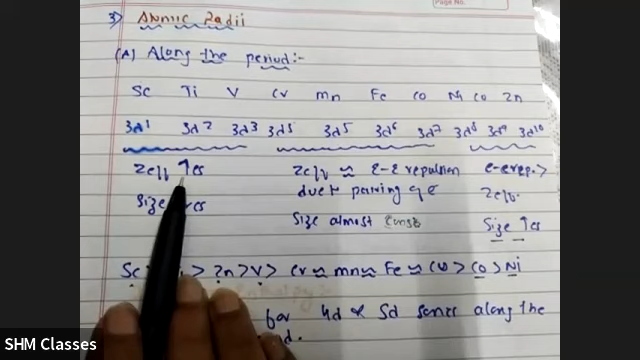 Page No.
3) Atomic Radii
(A) Along the period:-
Sc Ti V Cr mn Fe Co Ni Co Zn
3d1 3d2 3d3 3d5 3d5 3d6 3d7 3d8 3d9 3d10
Zeff ↑es Zeff ≈ e-e repulsion e-e rep. >
due to pairing of e Zeff.
Size es Size almost Const Size ↑es
Sc > Zn > V > Cr ≈ mn ≈ Fe ≈ > Co > Ni
for 4d & 5d series along the
d.
SHM Classes